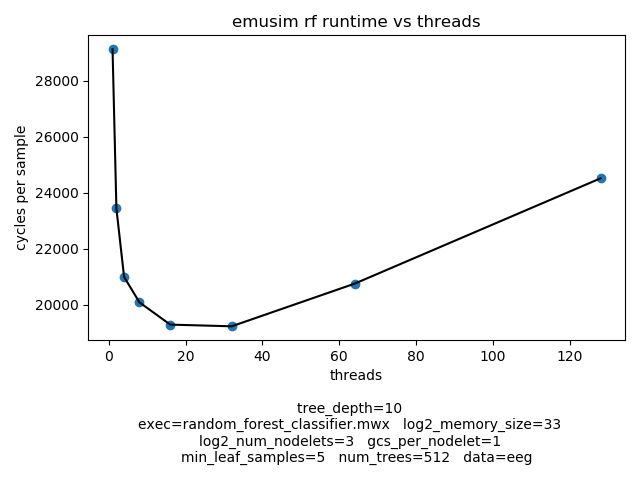 emusim rf runtime vs threads
cycles per sample
28000
26000
24000
22000
20000
0 20 40 60 80 100 120
threads
tree_depth=10
exec=random_forest_classifier.mwx log2_memory_size=33
log2_num_nodelets=3 gcs_per_nodelet=1
min_leaf_samples=5 num_trees=512 data=eeg